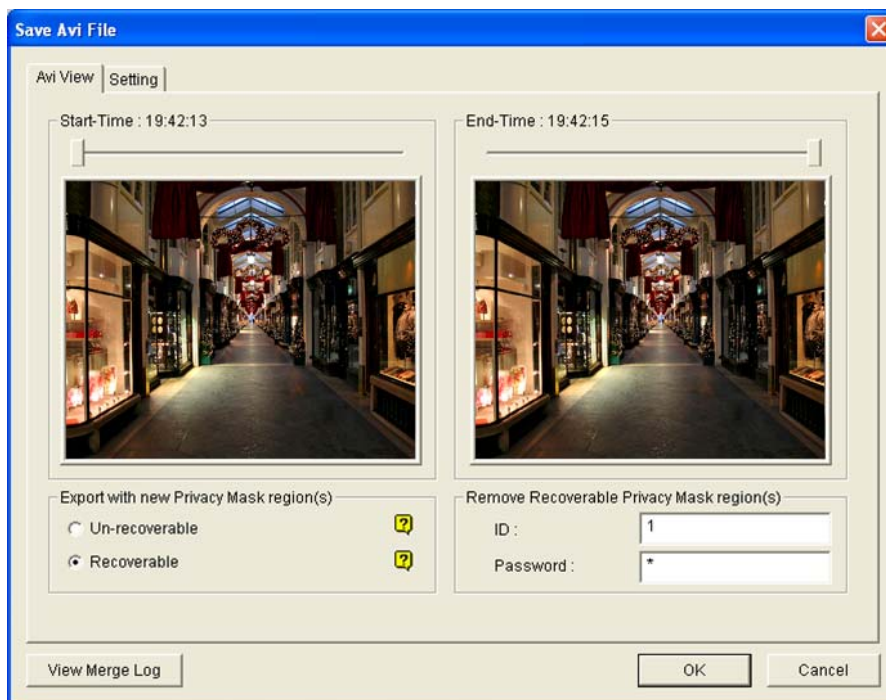 Save Avi File
Avi View
Setting
Start-Time : 19:42:13
End-Time : 19:42:15
Export with new Privacy Mask region(s)
Un-recoverable
?
Recoverable
?
Remove Recoverable Privacy Mask region(s)
ID :
1
Password :
*
View Merge Log
OK
Cancel